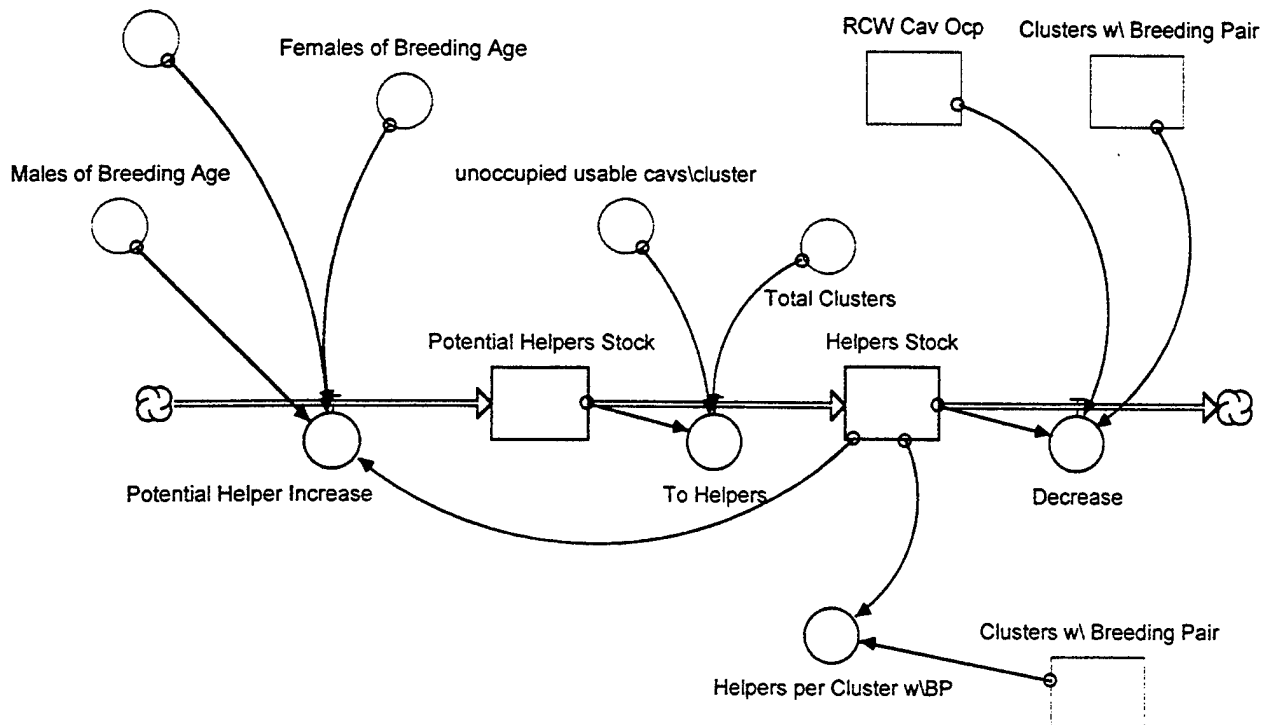 RCW Cav Ocp
Clusters w\ Breeding Pair
Females of Breeding Age
Males of Breeding Age
unoccupied usable cavs\cluster
Total Clusters
Potential Helpers Stock
Helpers Stock
Potential Helper Increase
To Helpers
Decrease
Clusters w\ Breeding Pair
Helpers per Cluster w\BP